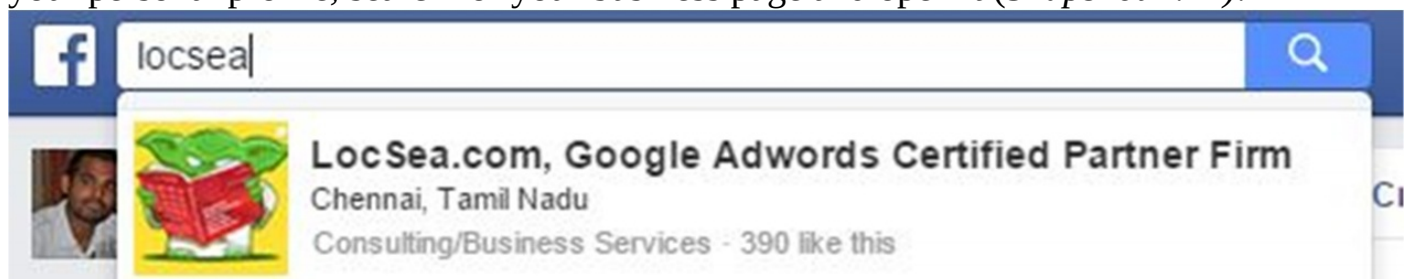 locsea
LocSea.com, Google Adwords Certified Partner Firm
Chennai, Tamil Nadu
Consulting/Business Services · 390 like this